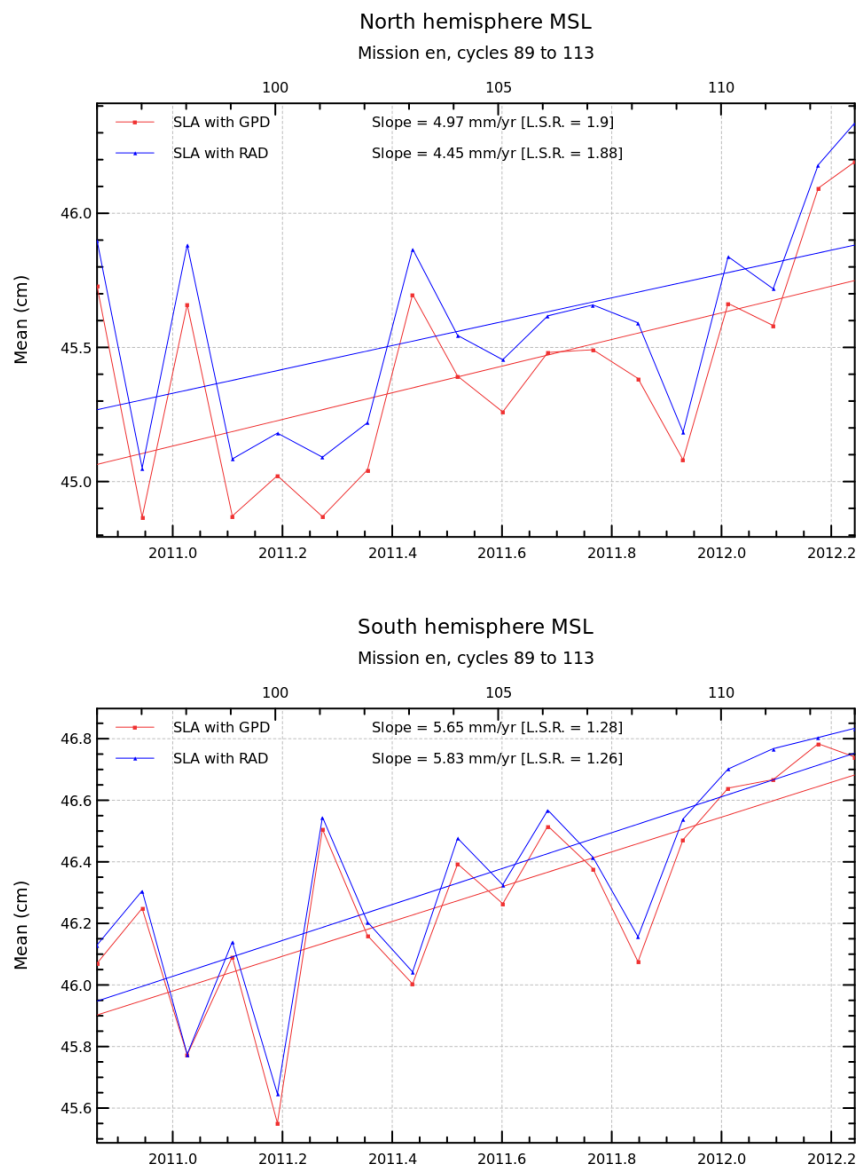 North hemisphere MSL
Mission en, cycles 89 to 113
100 105 110
SLA with GPD Slope = 4.97 mm/yr [L.S.R. = 1.9]
SLA with RAD Slope = 4.45 mm/yr [L.S.R. = 1.88]
46.0
45.5
45.0
Mean (cm)
2011.0 2011.2 2011.4 2011.6 2011.8 2012.0 2012.2
South hemisphere MSL
Mission en, cycles 89 to 113
100 105 110
SLA with GPD Slope = 5.65 mm/yr [L.S.R. = 1.28]
SLA with RAD Slope = 5.83 mm/yr [L.S.R. = 1.26]
46.8
46.6
46.4
46.2
46.0
45.8
45.6
Mean (cm)
2011.0 2011.2 2011.4 2011.6 2011.8 2012.0 2012.2